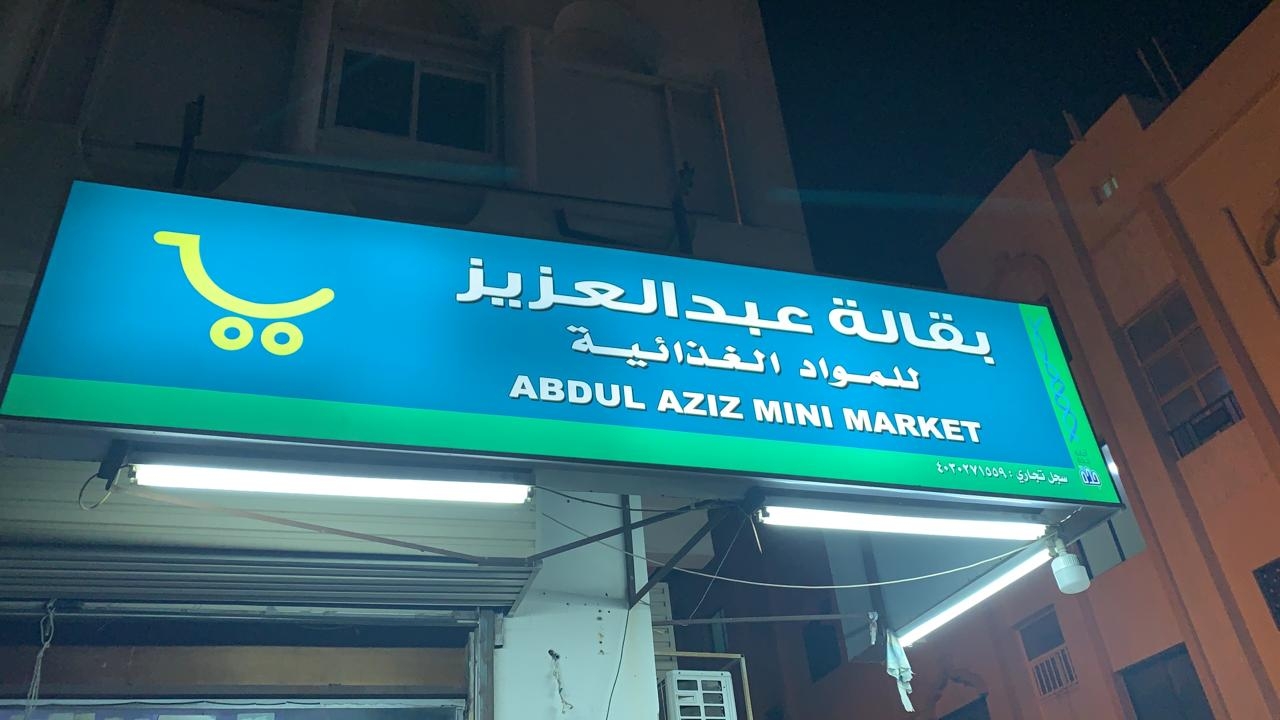 بقالة عبدالعزيز
للمواد الغذائية
ABDUL AZIZ MINI MARKET
سجل تجاري : ٤٠٣٠٢٧١٥٥٩